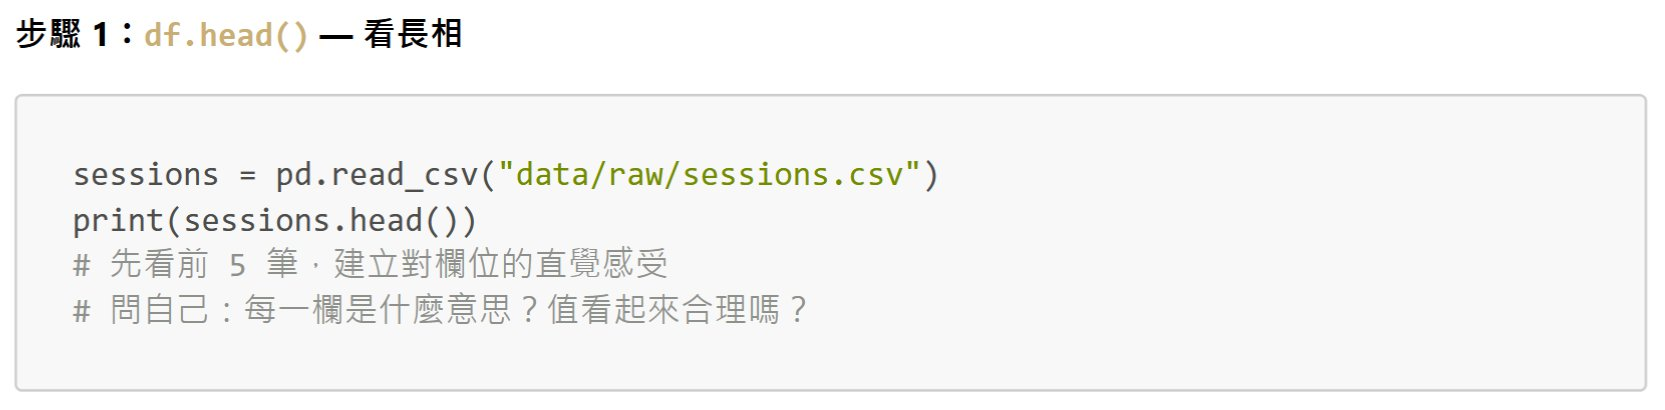 步驟 1：df.head() — 看長相
sessions = pd.read_csv("data/raw/sessions.csv")
print(sessions.head())
# 先看前 5 筆，建立對欄位的直覺感受
# 問自己：每一欄是什麼意思？值看起來合理嗎？